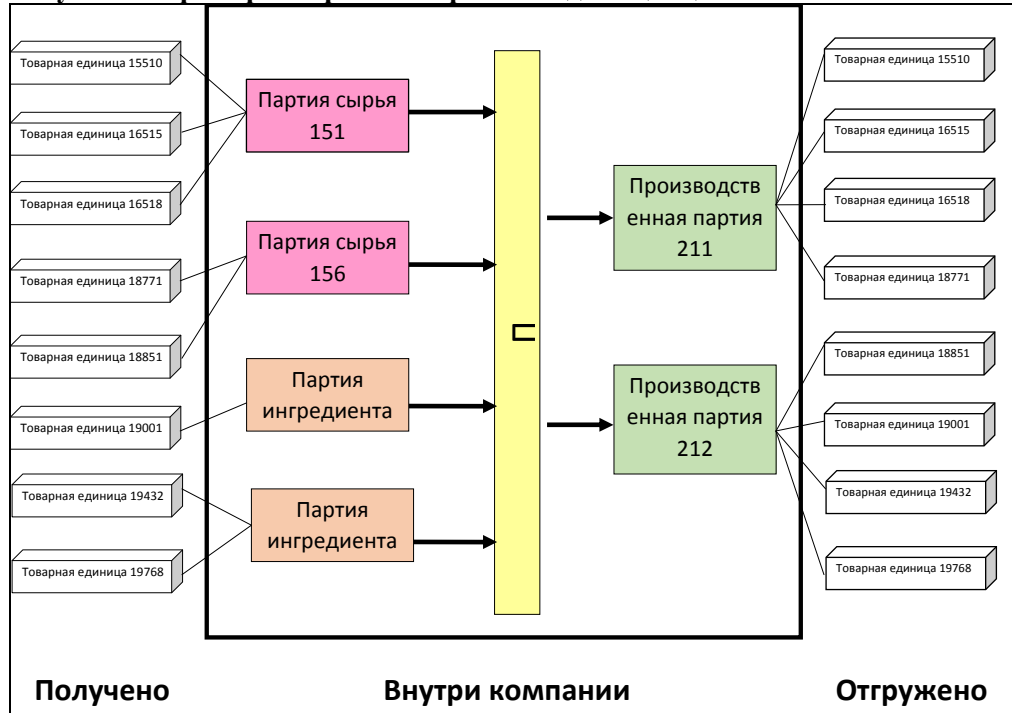 Товарная единица 15510
Товарная единица 16515
Товарная единица 16518
Товарная единица 18771
Товарная единица 18851
Товарная единица 19001
Товарная единица 19432
Товарная единица 19768
Партия сырья
151
Партия сырья
156
Партия
ингредиента
Партия
ингредиента
П
Производств
енная партия
211
Производств
енная партия
212
Товарная единица 15510
Товарная единица 16515
Товарная единица 16518
Товарная единица 18771
Товарная единица 18851
Товарная единица 19001
Товарная единица 19432
Товарная единица 19768
Получено
Внутри компании
Отгружено